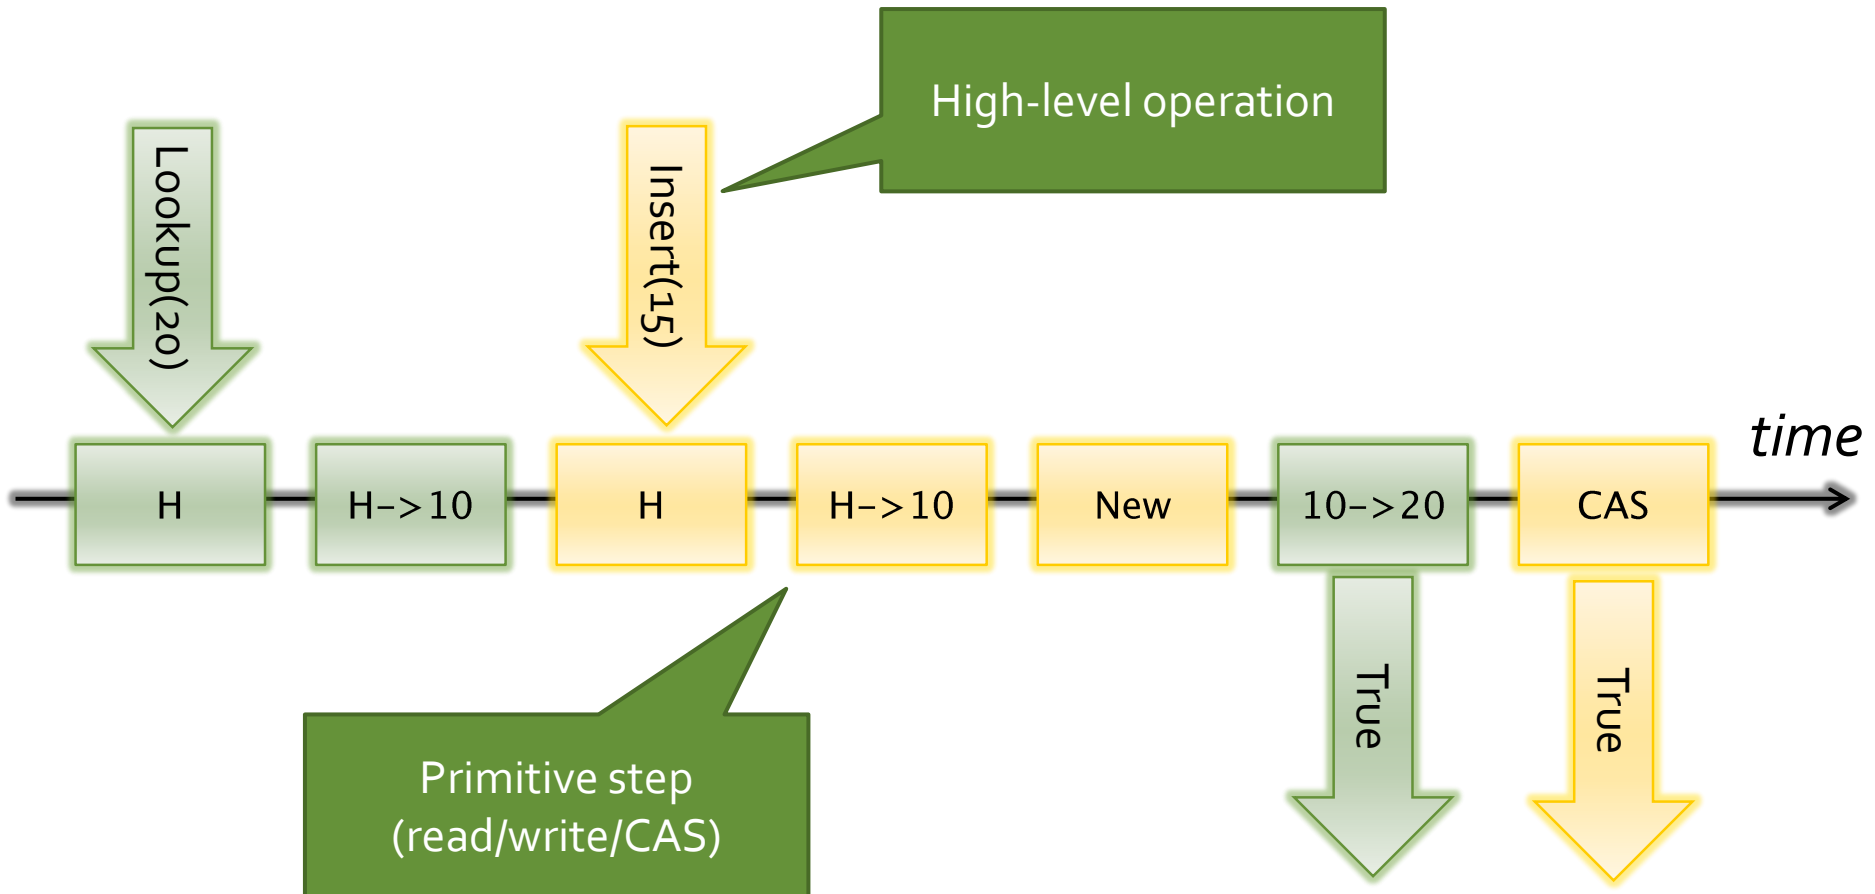 High-level operation
Lookup(20)
Insert(15)
time
H
H->10
H
H->10
New
10->20
CAS
True
True
Primitive step
(read/write/CAS)